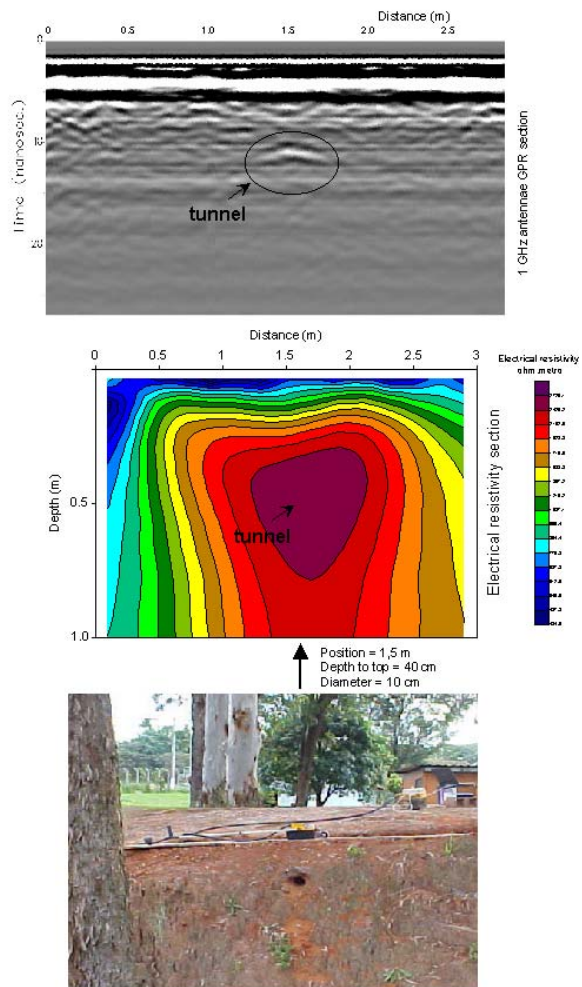 Distance (m)
0 0.5 1.0 1.5 2.0 2.5
0
10
20
Time (nanosec.)
tunnel
1 GHz antennae GPR section
Distance (m)
0 0.5 1 1.5 2 2.5 3
Depth (m)
0.5
1.0
tunnel
Electrical resistivity section
Electrical resistivity
ohm.metro
Position = 1,5 m
Depth to top = 40 cm
Diameter = 10 cm